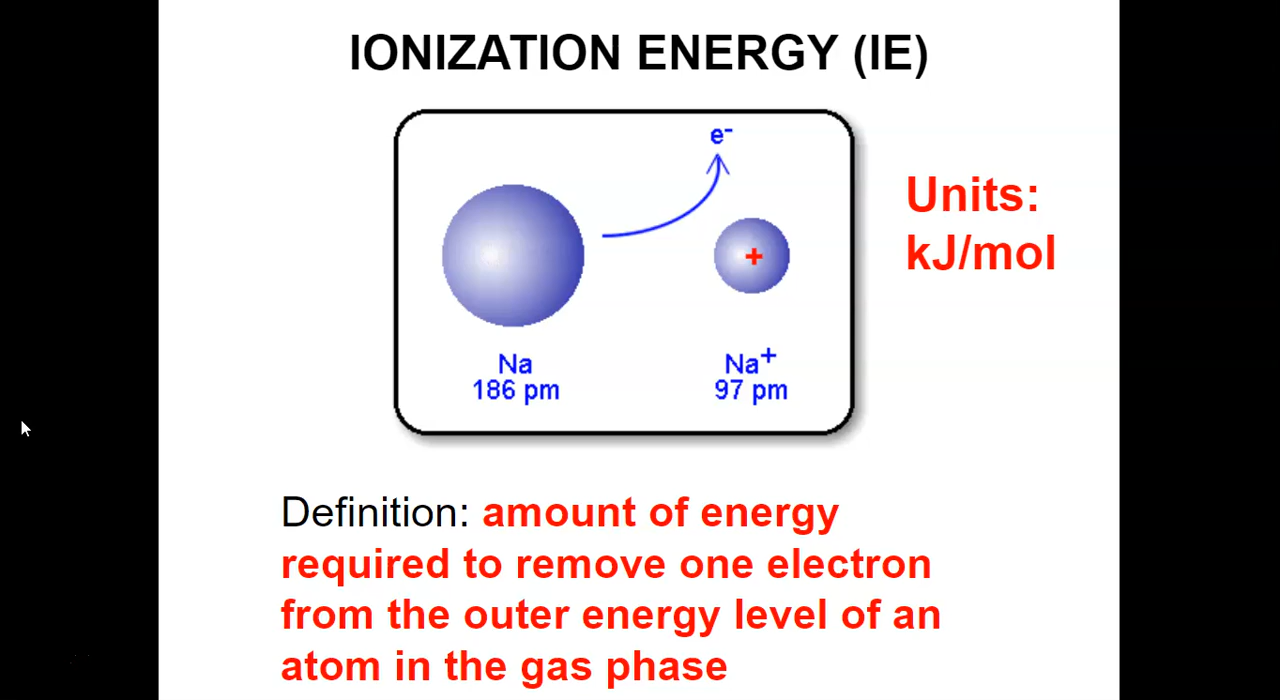 IONIZATION ENERGY (IE)
e⁻
Units:
kJ/mol
+
Na
186 pm
Na⁺
97 pm
Definition: amount of energy
required to remove one electron
from the outer energy level of an
atom in the gas phase